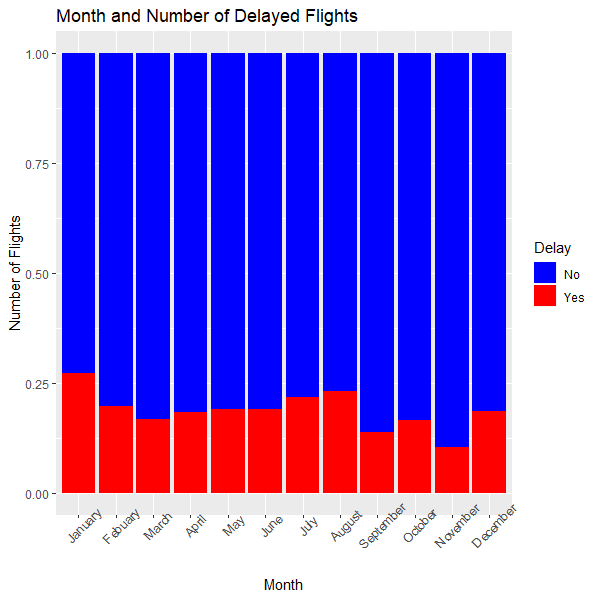 Month and Number of Delayed Flights
Number of Flights
1.00
0.75
0.50
0.25
0.00
January
Febuary
March
April
May
June
July
August
September
October
November
December
Month
Delay
No
Yes